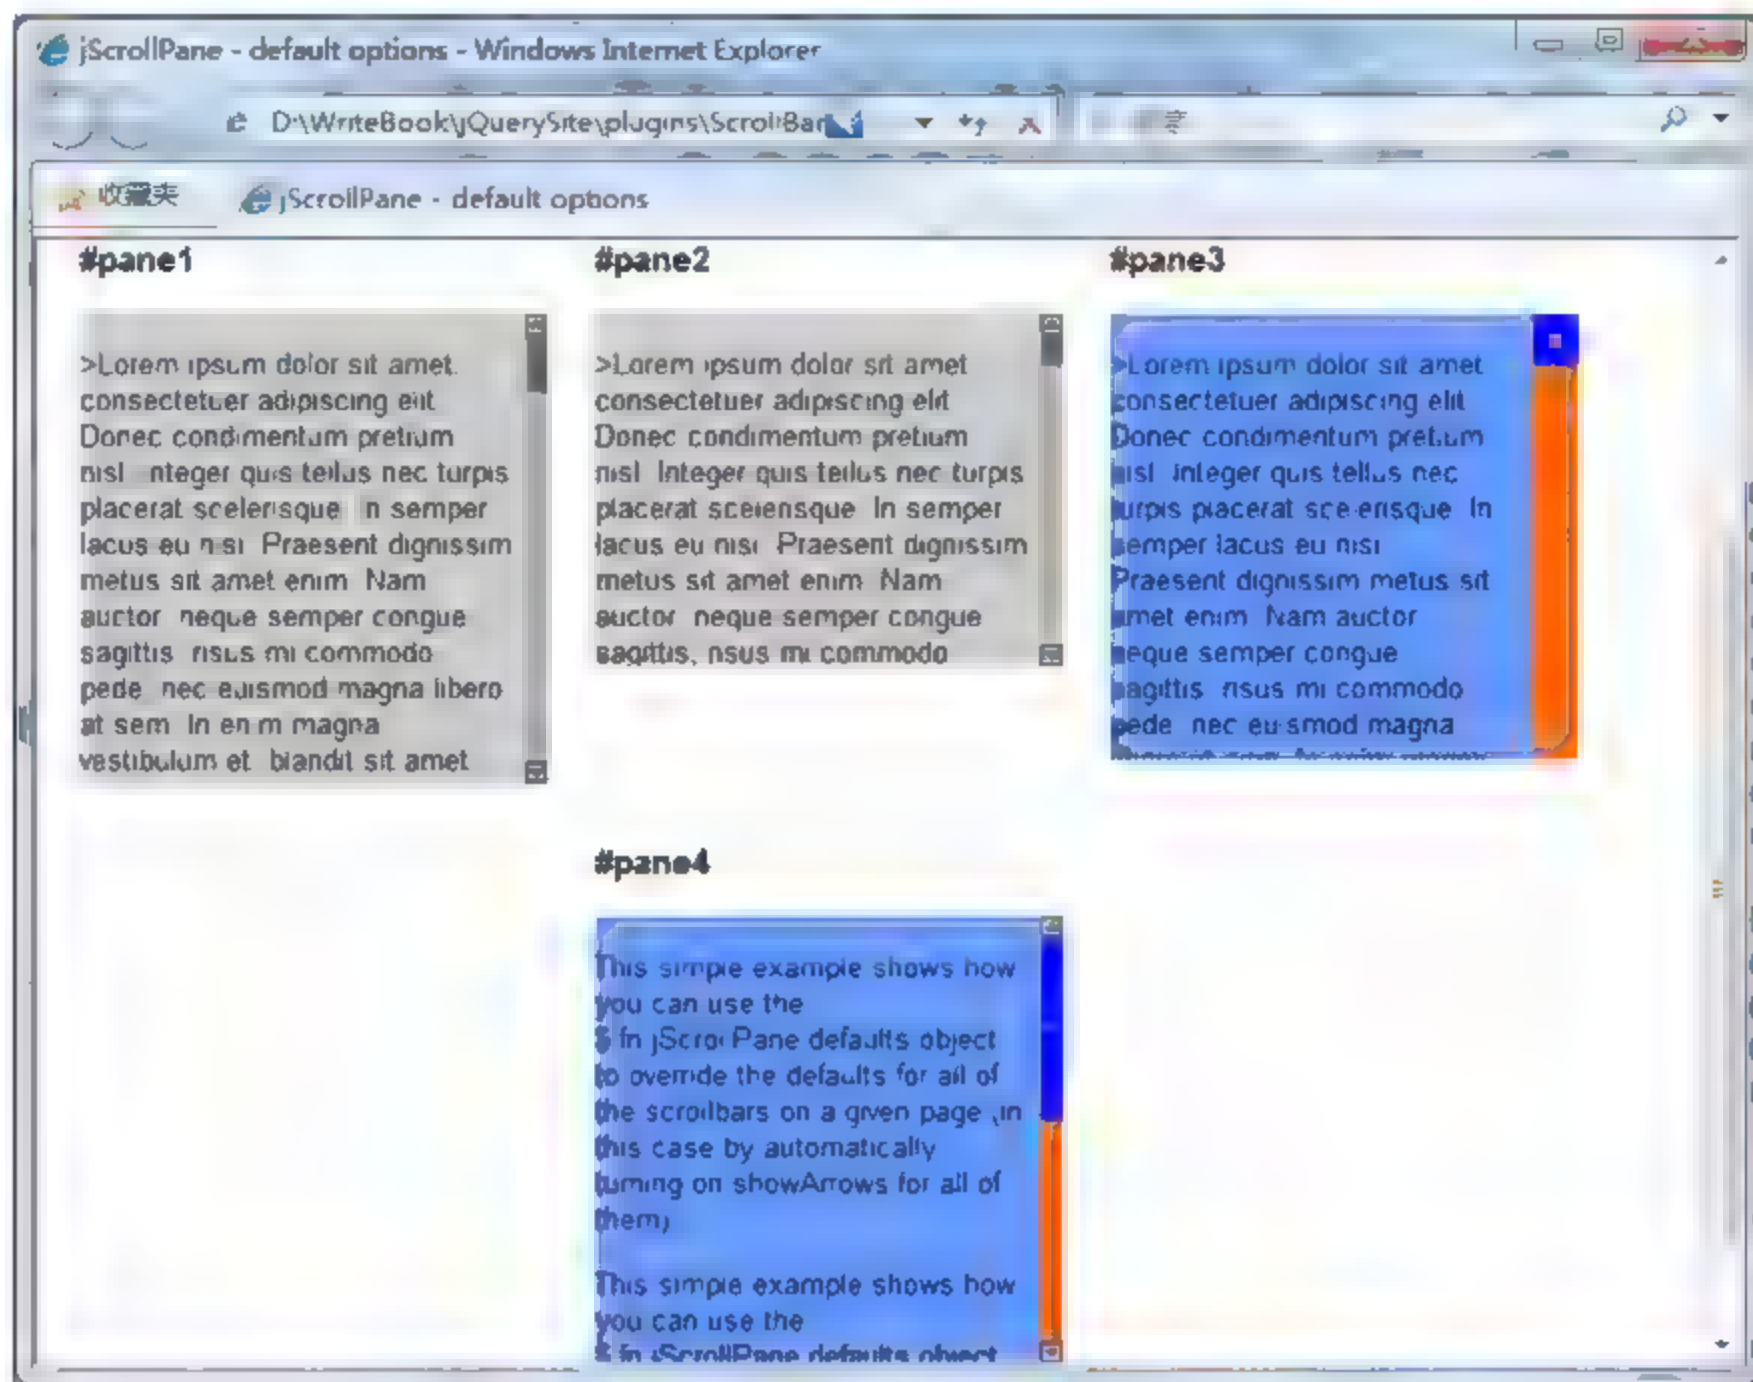 jScrollPane - default options - Windows Internet Explorer
D:\WriteBook\jQuerySite\plugins\ScrollBar
收藏夹
jScrollPane - default options
#pane1
>Lorem ipsum dolor sit amet.
consectetuer adipiscing elit
Donec condimentum pretium
nisl Integer quis tellus nec turpis
placerat scelerisque In semper
lacus eu nisi Praesent dignissim
metus sit amet enim Nam
auctor neque semper congue
sagittis risus mi commodo
pede nec euismod magna libero
at sem In enim magna
vestibulum et blandit sit amet
#pane2
>Lorem ipsum dolor sit amet
consectetuer adipiscing elit
Donec condimentum pretium
nisl Integer quis tellus nec turpis
placerat scelerisque In semper
lacus eu nisi Praesent dignissim
metus sit amet enim Nam
auctor neque semper congue
sagittis, risus mi commodo
#pane3
>Lorem ipsum dolor sit amet
consectetuer adipiscing elit
Donec condimentum pretium
nisl Integer quis tellus nec
turpis placerat scelerisque In
semper lacus eu nisi
Praesent dignissim metus sit
amet enim Nam auctor
neque semper congue
sagittis risus mi commodo
pede nec euismod magna
#pane4
This simple example shows how
you can use the
$ fn jScrollPane defaults object
to override the defaults for all of
the scrollbars on a given page (in
this case by automatically
turning on showArrows for all of
them)
This simple example shows how
you can use the
$ fn jScrollPane defaults object